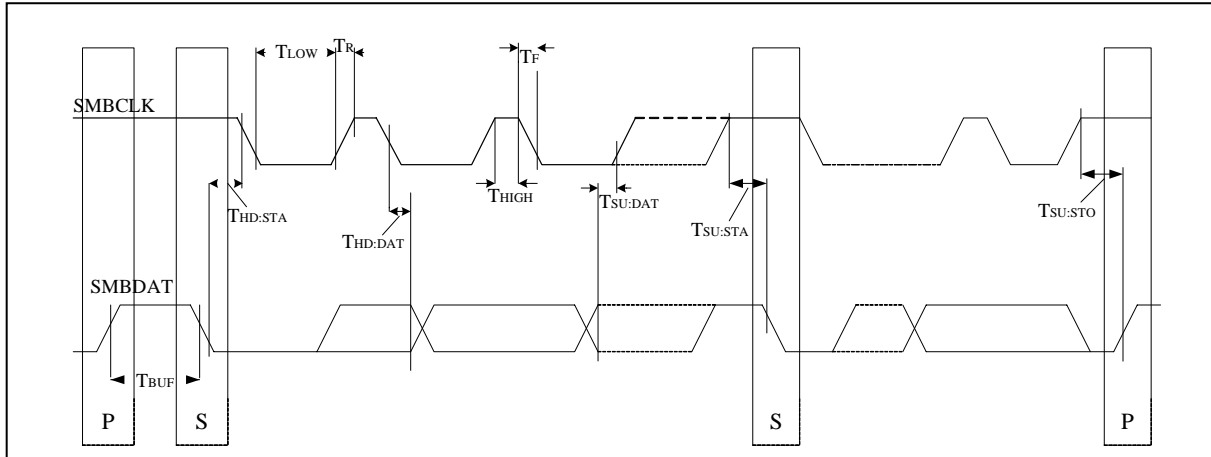 TLOW
TR
TF
SMBCLK
THD:STA
THD:DAT
THIGH
TSU:DAT
TSU:STA
TSU:STO
SMBDAT
TBUF
P
S
S
P